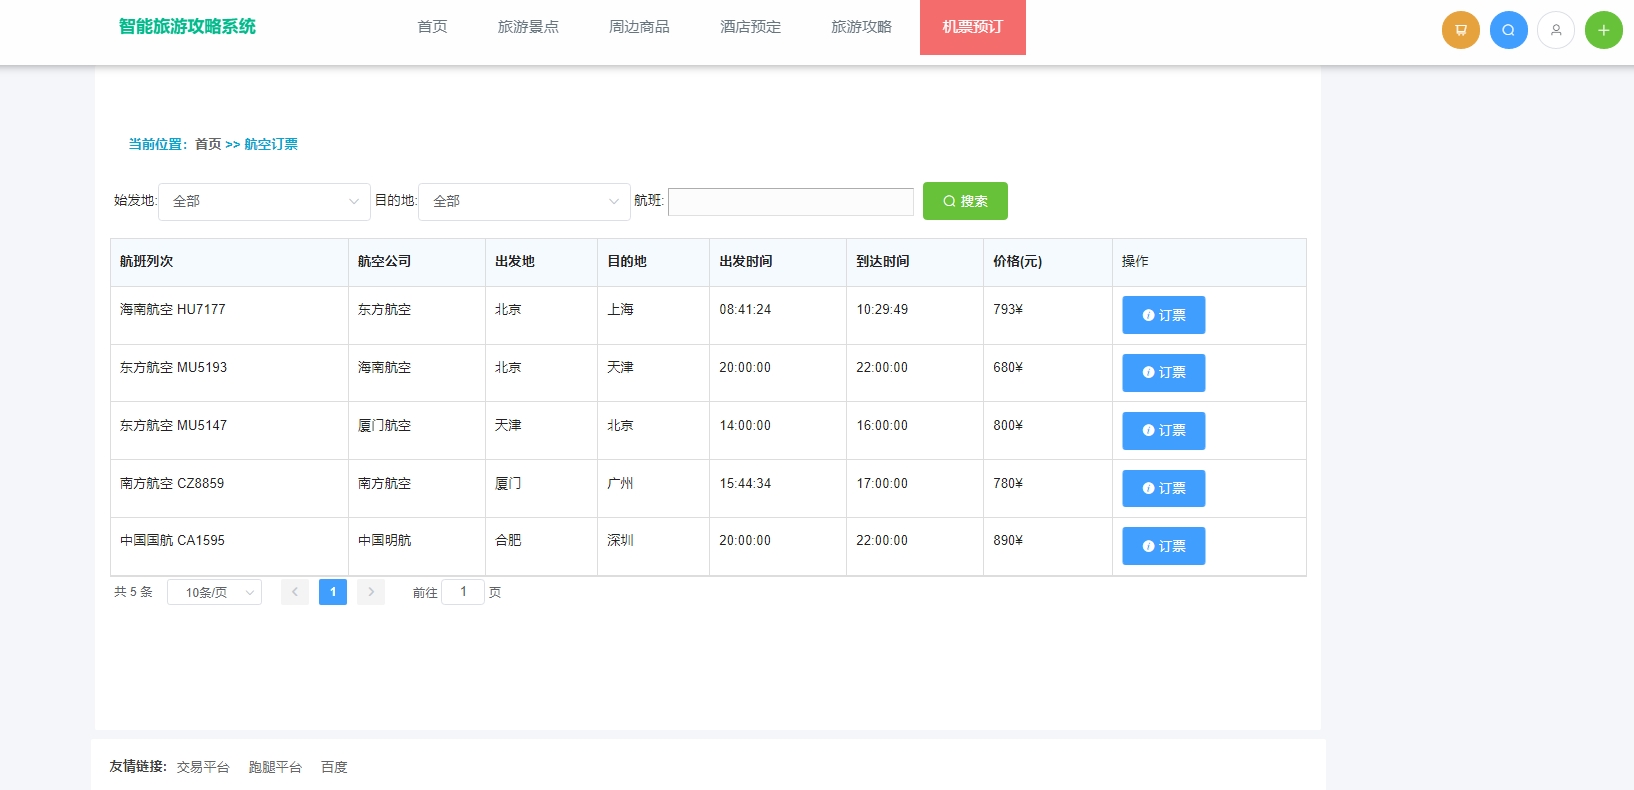 智能旅游攻略系统 首页 旅游景点 周边商品 酒店预定 旅游攻略 机票预订
当前位置: 首页 >> 航空订票
始发地: 全部 目的地: 全部 航班: 搜索
航班列次 航空公司 出发地 目的地 出发时间 到达时间 价格(元) 操作
海南航空 HU7177 东方航空 北京 上海 08:41:24 10:29:49 793¥ 订票
东方航空 MU5193 海南航空 北京 天津 20:00:00 22:00:00 680¥ 订票
东方航空 MU5147 厦门航空 天津 北京 14:00:00 16:00:00 800¥ 订票
南方航空 CZ8859 南方航空 厦门 广州 15:44:34 17:00:00 780¥ 订票
中国国航 CA1595 中国明航 合肥 深圳 20:00:00 22:00:00 890¥ 订票
共 5 条 10条/页 1 前往 1 页
友情链接: 交易平台 跑腿平台 百度